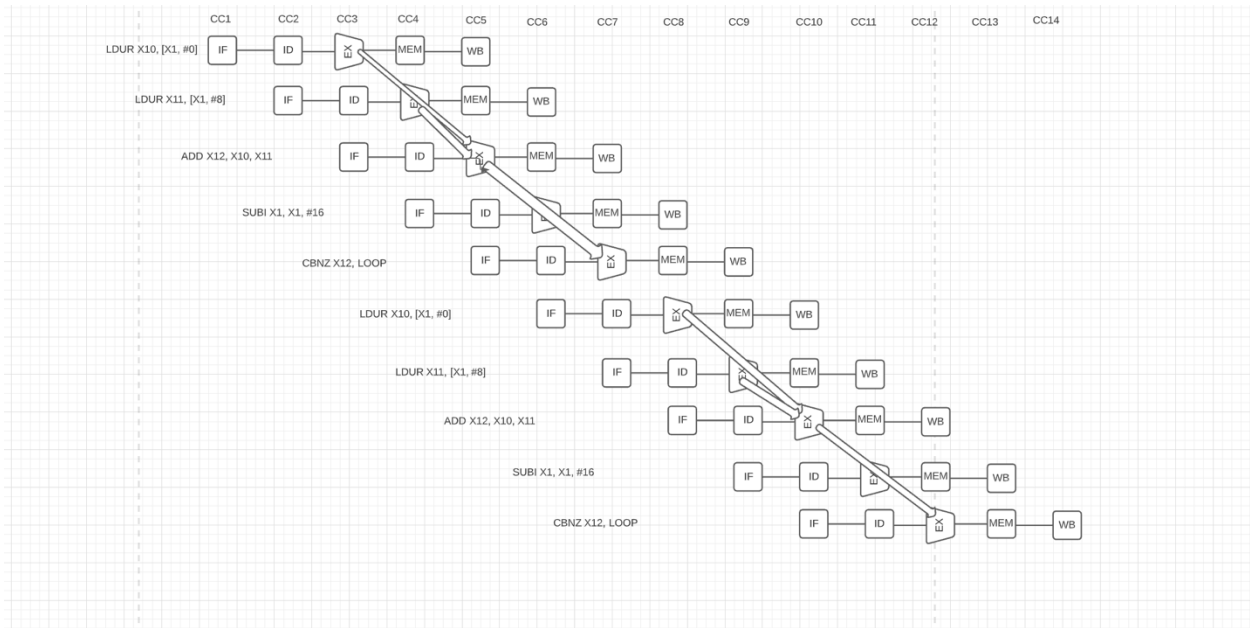 CC1 CC2 CC3 CC4 CC5 CC6 CC7 CC8 CC9 CC10 CC11 CC12 CC13 CC14
LDUR X10, [X1, #0] IF ID EX MEM WB
LDUR X11, [X1, #8] IF ID EX MEM WB
ADD X12, X10, X11 IF ID EX MEM WB
SUBI X1, X1, #16 IF ID E MEM WB
CBNZ X12, LOOP IF ID EX MEM WB
LDUR X10, [X1, #0] IF ID EX MEM WB
LDUR X11, [X1, #8] IF ID EX MEM WB
ADD X12, X10, X11 IF ID EX MEM WB
SUBI X1, X1, #16 IF ID EX MEM WB
CBNZ X12, LOOP IF ID EX MEM WB